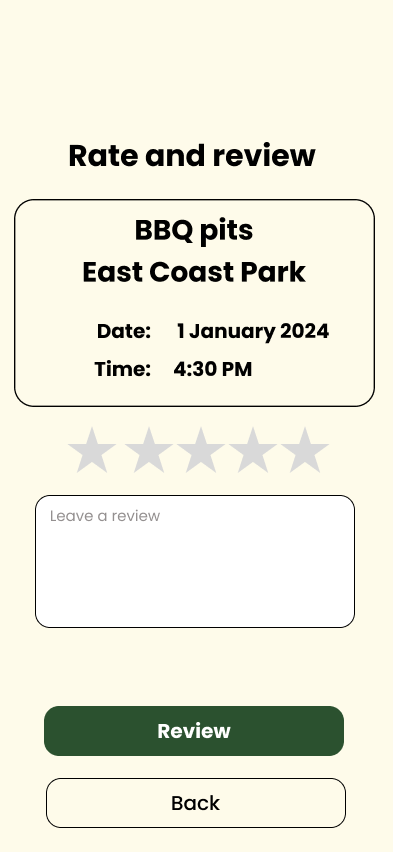 Rate and review
BBQ pits
East Coast Park
Date: 1 January 2024
Time: 4:30 PM
Leave a review
Review
Back